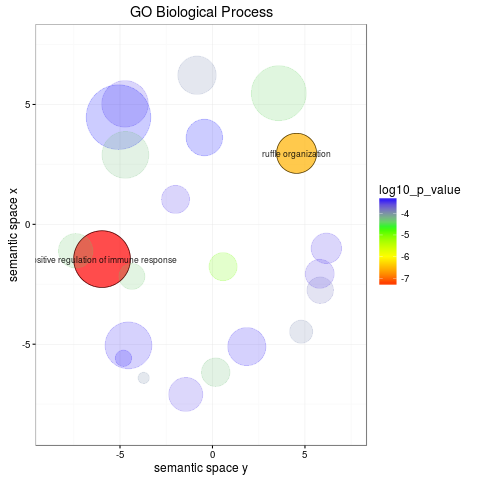 GO Biological Process
5
ruffle organization
log10_p_value
-4
-5
-6
-7
0
sitive regulation of immune response
-5
-5
0
5
semantic space x
semantic space y